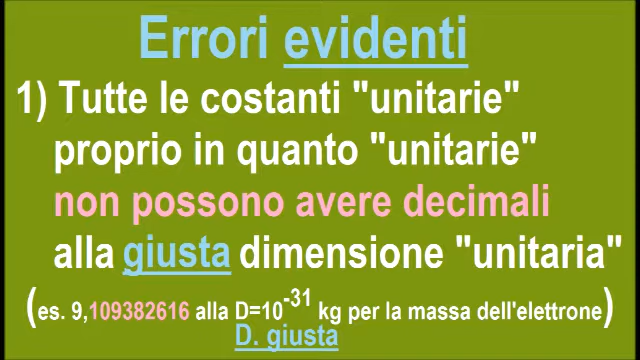 Errori evidenti
1) Tutte le costanti "unitarie"
proprio in quanto "unitarie"
non possono avere decimali
alla giusta dimensione "unitaria"
(es. 9,109382616 alla D=10⁻³¹ kg per la massa dell'elettrone)
D. giusta